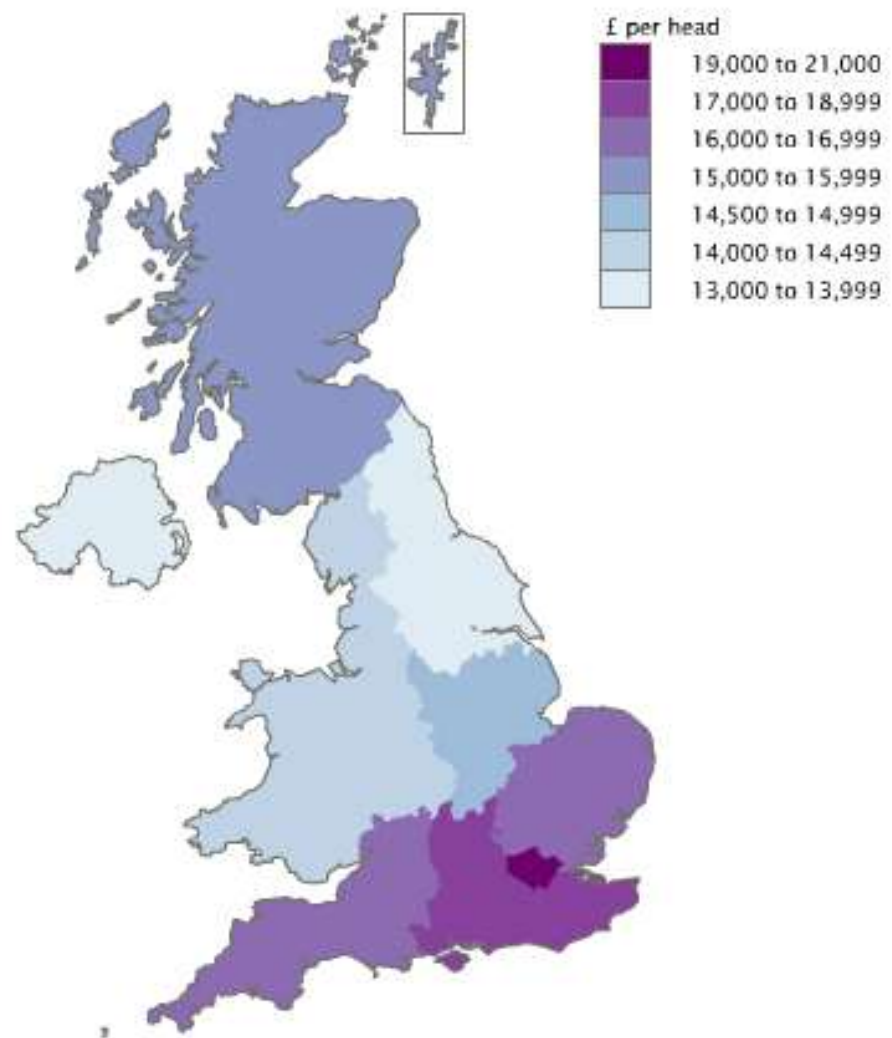 £ per head
19,000 to 21,000
17,000 to 18,999
16,000 to 16,999
15,000 to 15,999
14,500 to 14,999
14,000 to 14,499
13,000 to 13,999